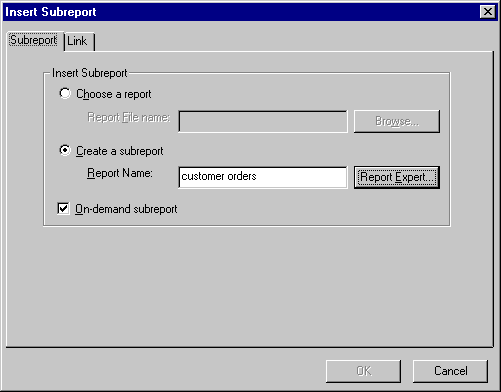 Insert Subreport
Subreport Link
Insert Subreport
Choose a report
Report File name: Browse...
Create a subreport
Report Name: customer orders Report Expert...
On-demand subreport
OK Cancel